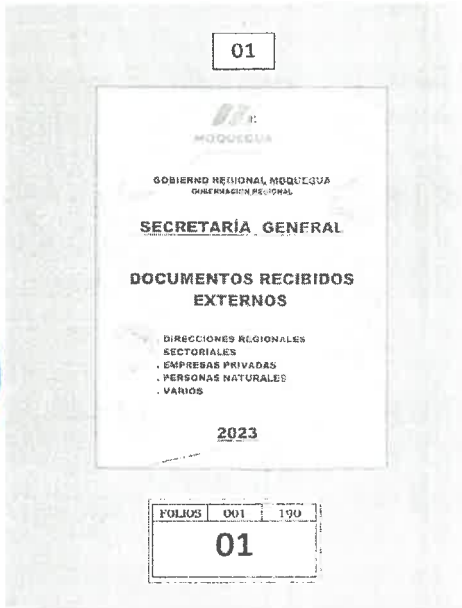 01
MOQUEGUA
GOBIERNO REGIONAL MOQUEGUA
GOBERNACIÓN REGIONAL
SECRETARÍA GENERAL
DOCUMENTOS RECIBIDOS
EXTERNOS
. DIRECCIONES REGIONALES
SECTORIALES
. EMPRESAS PRIVADAS
. PERSONAS NATURALES
. VARIOS
2023
FOLIOS 001 190
01